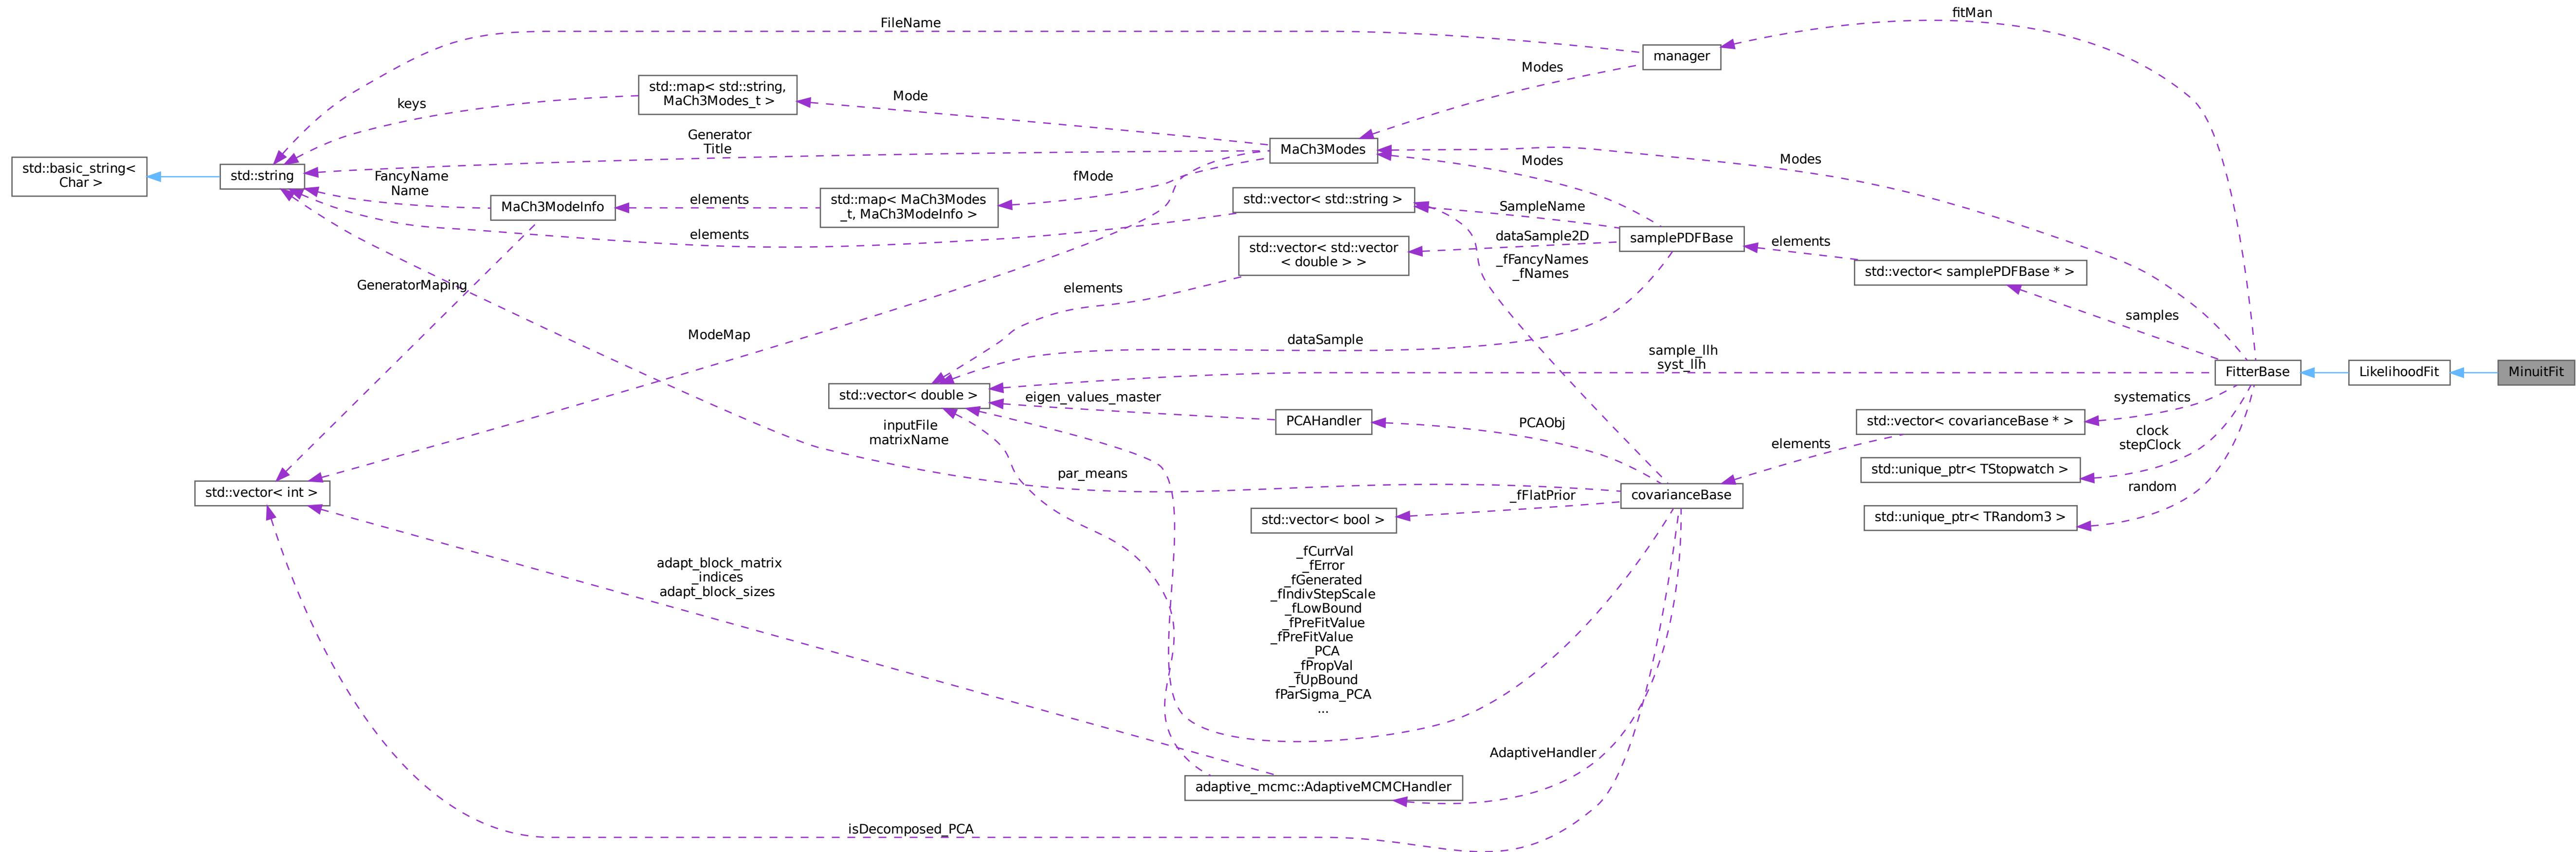 FileName
fitMan
manager
Modes
std::map< std::string,
MaCh3Modes_t >
keys
Mode
Generator
Title
MaCh3Modes
std::basic_string<
Char >
std::string
FancyName
Name
MaCh3ModeInfo
elements
std::map< MaCh3Modes
_t, MaCh3ModeInfo >
fMode
Modes
Modes
std::vector< std::string >
SampleName
elements
samplePDFBase
dataSample2D
_fFancyNames
_fNames
std::vector< std::vector
< double > >
elements
std::vector< samplePDFBase * >
GeneratorMaping
elements
samples
ModeMap
dataSample
sample_llh
syst_llh
FitterBase
LikelihoodFit
MinuitFit
std::vector< double >
eigen_values_master
PCAHandler
PCAObj
systematics
std::vector< covarianceBase * >
inputFile
matrixName
elements
clock
stepClock
std::unique_ptr< TStopwatch >
par_means
std::vector< int >
_fFlatPrior
covarianceBase
random
std::vector< bool >
std::unique_ptr< TRandom3 >
_fCurrVal
_fError
_fGenerated
_fIndivStepScale
_fLowBound
_fPreFitValue
_fPreFitValue
_PCA
_fPropVal
_fUpBound
fParSigma_PCA
...
adapt_block_matrix
_indices
adapt_block_sizes
AdaptiveHandler
adaptive_mcmc::AdaptiveMCMCHandler
isDecomposed_PCA